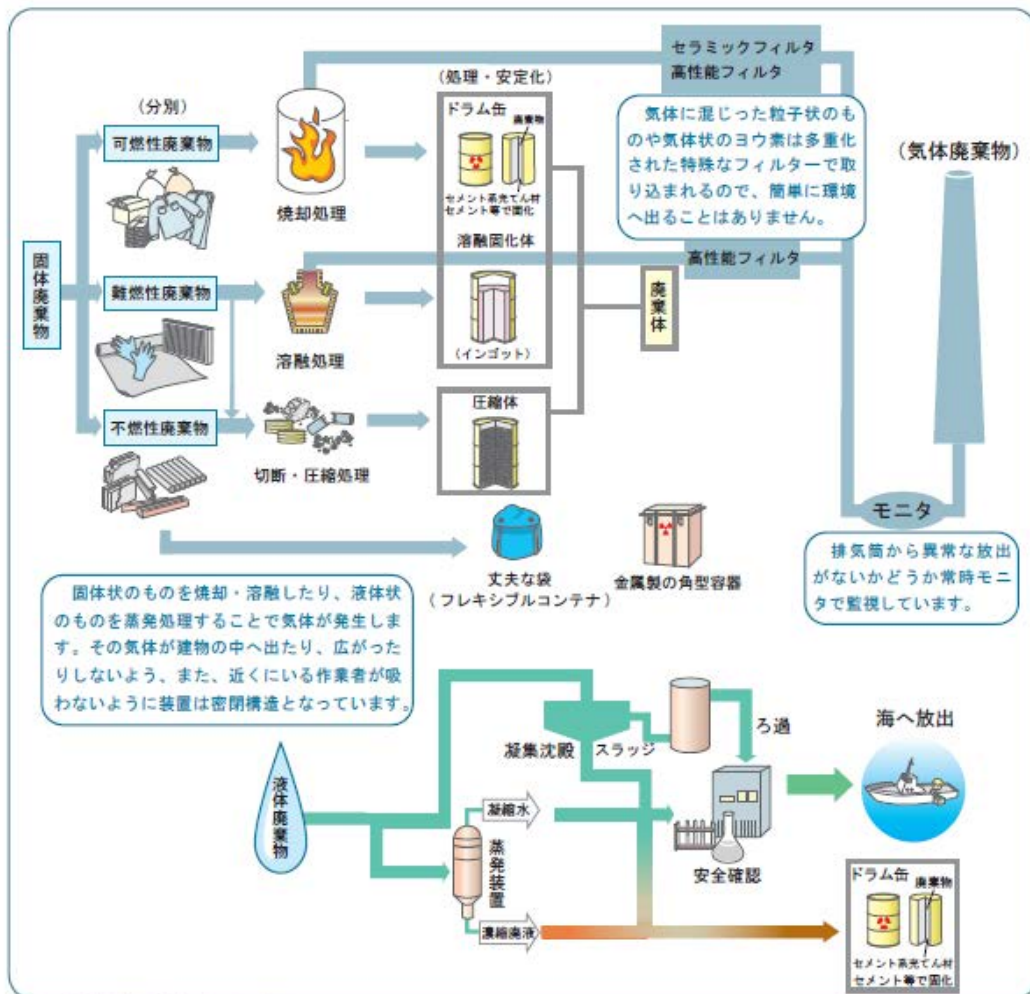 セラミックフィルタ
高性能フィルタ
(分別)
(処理・安定化)
可燃性廃棄物
焼却処理
ドラム缶
廃棄物
セメント系充てん材
セメント等で固化
気体に混じった粒子状のも
のや気体状のヨウ素は多重化
された特殊なフィルターで取
り込まれるので、簡単に環境
へ出ることはありません。
(気体廃棄物)
固体廃棄物
難燃性廃棄物
溶融処理
溶融固化体
(インゴット)
高性能フィルタ
廃棄体
不燃性廃棄物
切断・圧縮処理
圧縮体
モニタ
丈夫な袋
(フレキシブルコンテナ)
金属製の角型容器
排気筒から異常な放出
がないかどうか常時モニ
タで監視しています。
固体状のものを焼却・溶融したり、液体状
のものを蒸発処理することで気体が発生しま
す。その気体が建物の中へ出たり、広がった
りしないよう、また、近くにいる作業者が吸
わないように装置は密閉構造となっています。
凝集沈殿
スラッジ
ろ過
海へ放出
液体廃棄物
凝縮水
蒸発装置
濃縮廃液
安全確認
ドラム缶
廃棄物
セメント系充てん材
セメント等で固化